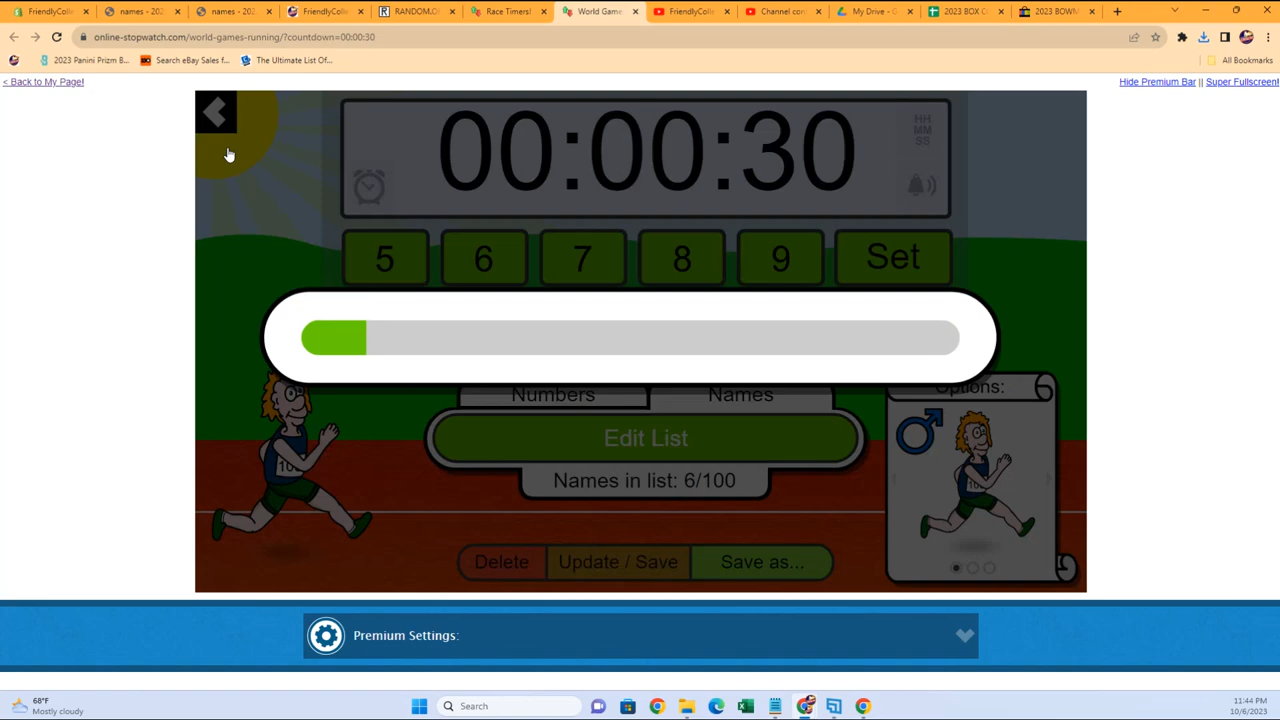 FriendlyColle
names - 202
names - 202
FriendlyColle
RANDOM.O
Race Timers!
World Game
FriendlyColle
Channel con
My Drive - G
2023 BOX C
2023 BOWM
online-stopwatch.com/world-games-running/?countdown=00:00:30
2023 Panini Prizm B...
Search eBay Sales f...
The Ultimate List Of...
All Bookmarks
< Back to My Page!
Hide Premium Bar || Super Fullscreen!
00:00:30
HH
MM
SS
5 6 7 8 9 Set
Numbers Names
Options:
Edit List
Names in list: 6/100
Delete Update / Save Save as...
Premium Settings:
68°F
Mostly cloudy
Search
11:44 PM
10/6/2023